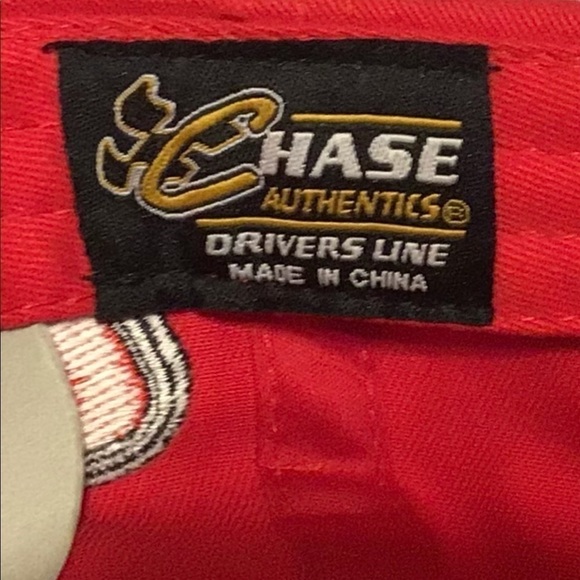 CHASE
AUTHENTICS®
DRIVERS LINE
MADE IN CHINA